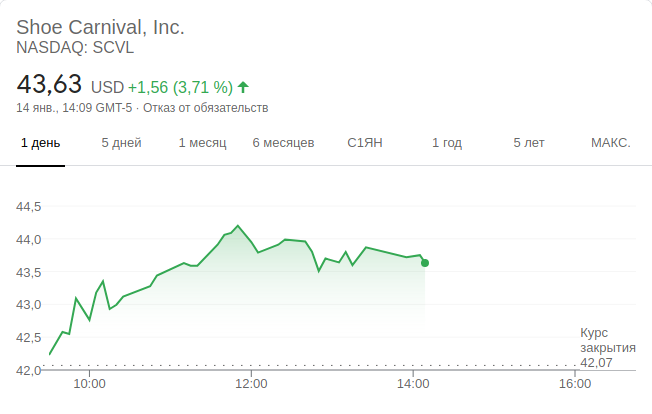 Shoe Carnival, Inc.
NASDAQ: SCVL
43,63 USD +1,56 (3,71 %)
14 янв., 14:09 GMT-5 · Отказ от обязательств
1 день 5 дней 1 месяц 6 месяцев С1ЯН 1 год 5 лет МАКС.
44,5
44,0
43,5
43,0
42,5
42,0
Курс
закрытия
42,07
10:00 12:00 14:00 16:00